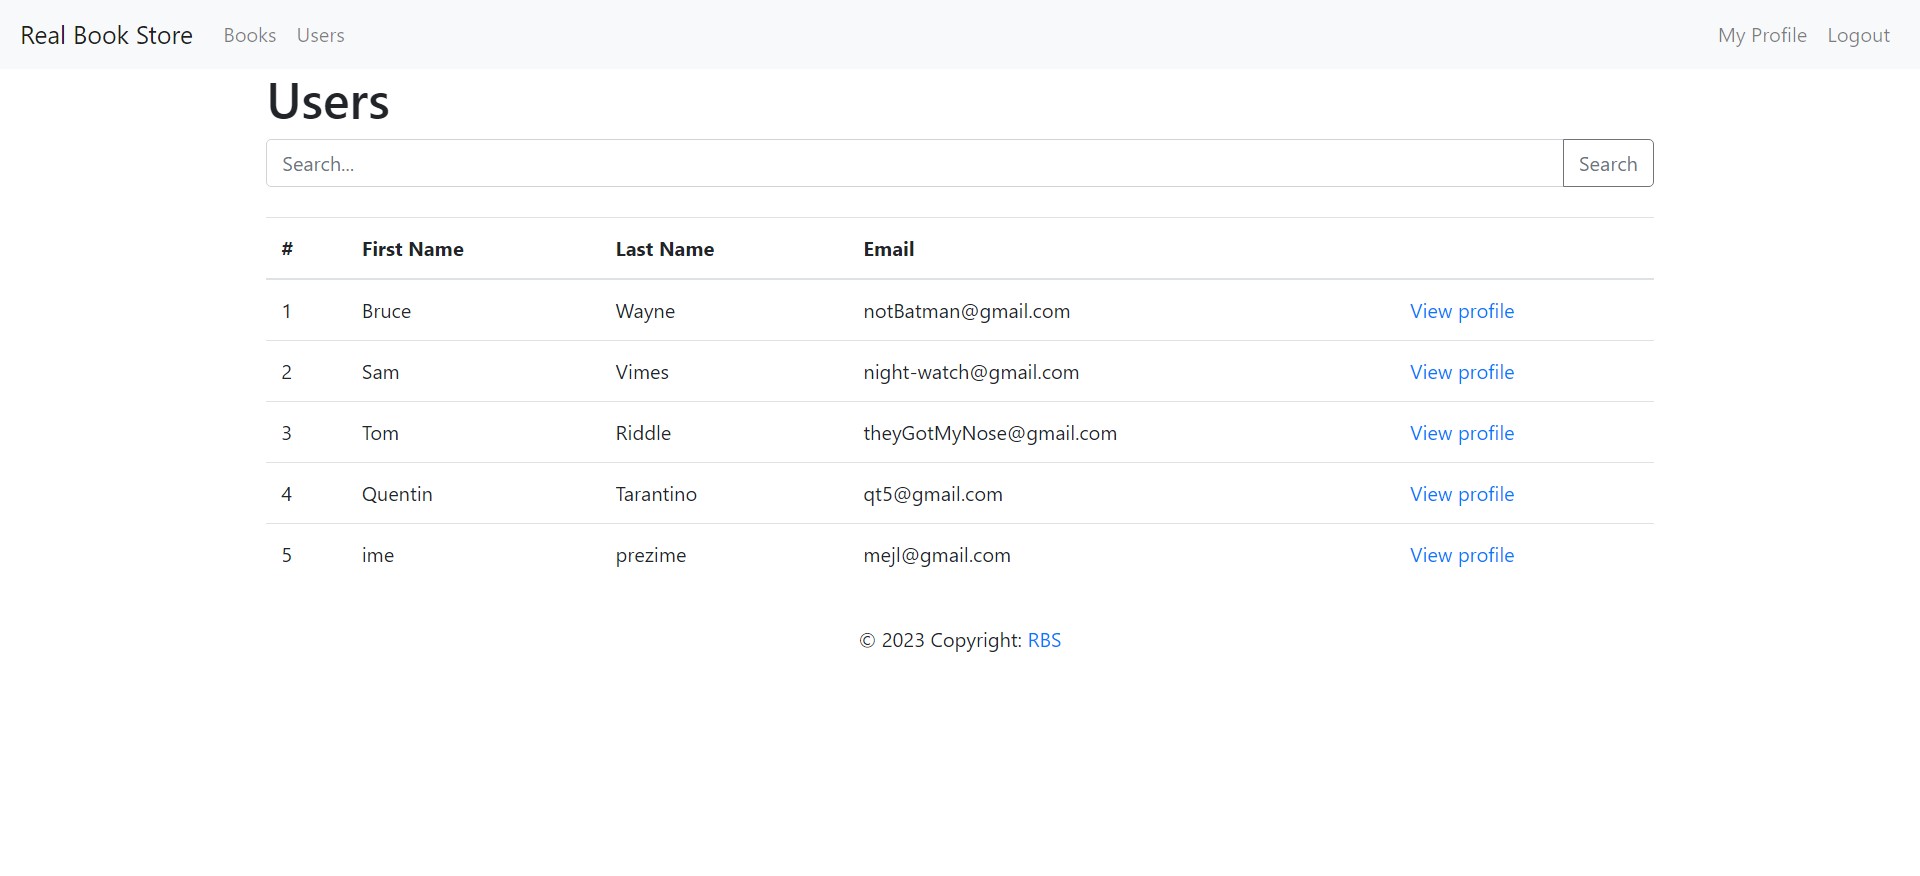 Real Book Store Books Users My Profile Logout
Users
Search... Search
# First Name Last Name Email
1 Bruce Wayne notBatman@gmail.com View profile
2 Sam Vimes night-watch@gmail.com View profile
3 Tom Riddle theyGotMyNose@gmail.com View profile
4 Quentin Tarantino qt5@gmail.com View profile
5 ime prezime mejl@gmail.com View profile
© 2023 Copyright: RBS